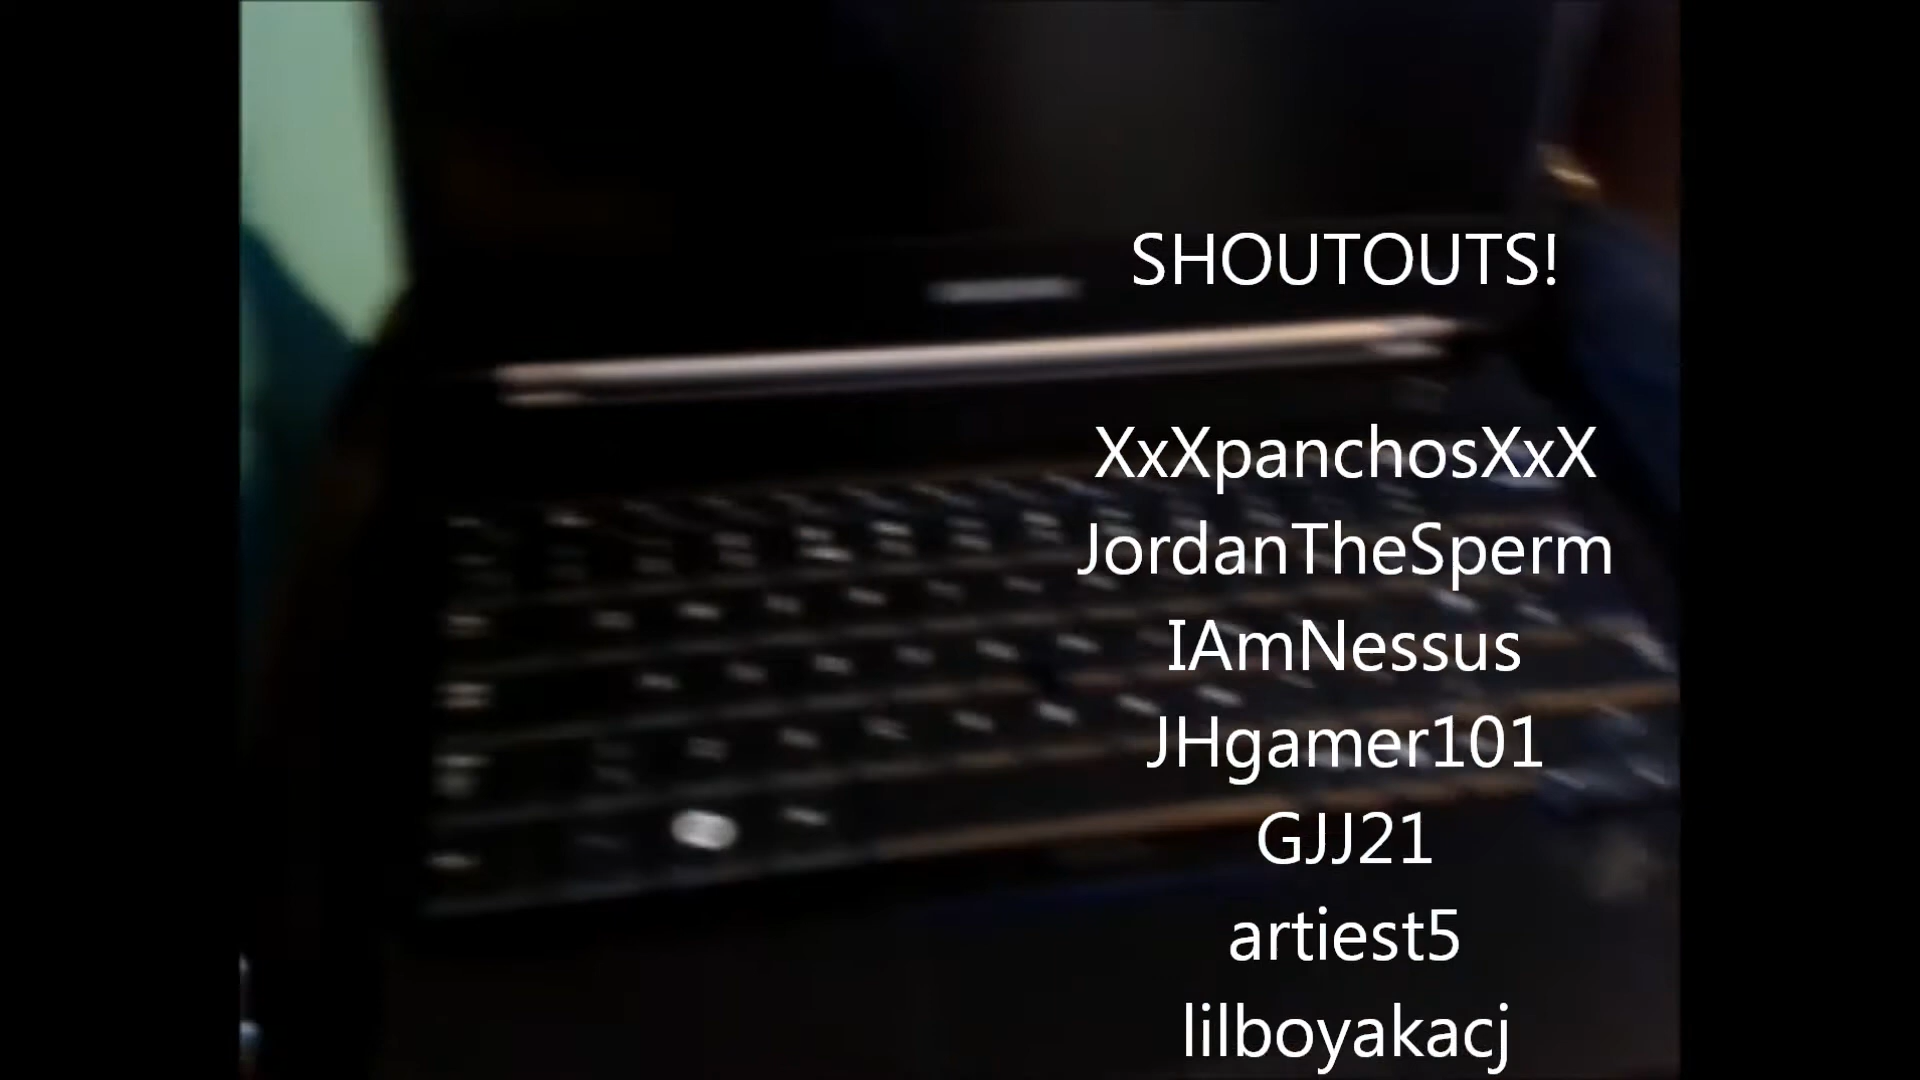 SHOUTOUTS!
XxXpanchosXxX
JordanTheSperm
IAmNessus
JHgamer101
GJJ21
artiest5
lilboyakacj